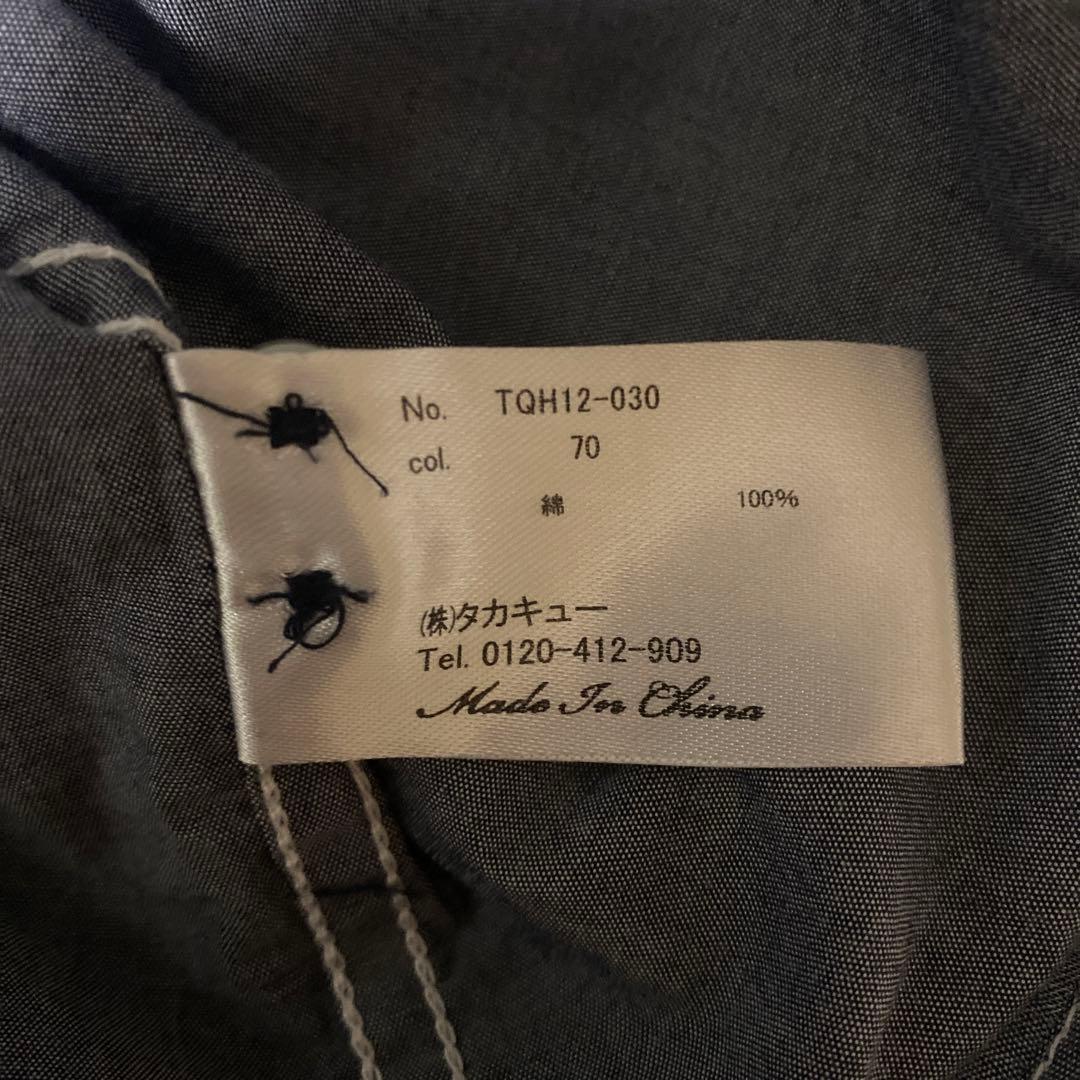 No. TQH12-030
col. 70
綿 100%
(株)タカキュー
Tel. 0120-412-909
Made In China